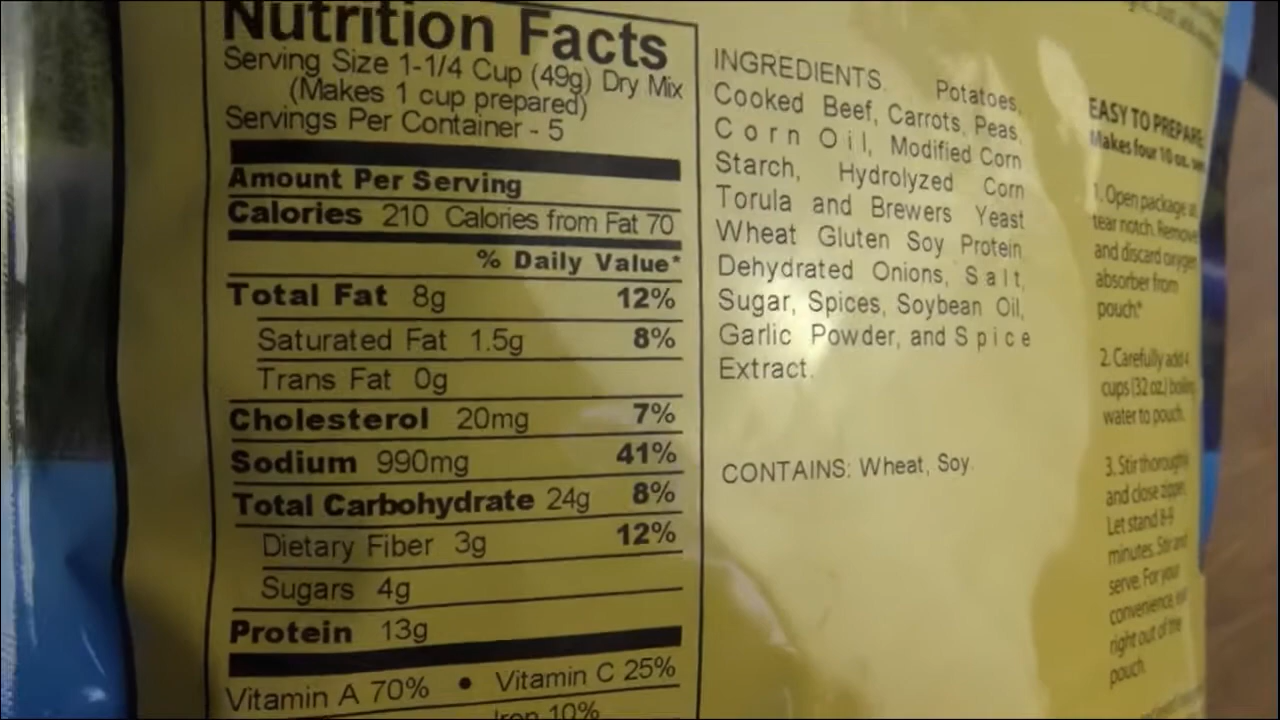 Nutrition Facts
Serving Size 1-1/4 Cup (49g) Dry Mix
(Makes 1 cup prepared)
Servings Per Container - 5
Amount Per Serving
Calories 210 Calories from Fat 70
% Daily Value*
Total Fat 8g 12%
Saturated Fat 1.5g 8%
Trans Fat 0g
Cholesterol 20mg 7%
Sodium 990mg 41%
Total Carbohydrate 24g 8%
Dietary Fiber 3g 12%
Sugars 4g
Protein 13g
Vitamin A 70% • Vitamin C 25%
Iron 10%
INGREDIENTS. Potatoes,
Cooked Beef, Carrots, Peas,
Corn Oil, Modified Corn
Starch, Hydrolyzed Corn
Torula and Brewers Yeast
Wheat Gluten Soy Protein
Dehydrated Onions, Salt,
Sugar, Spices, Soybean Oil,
Garlic Powder, and Spice
Extract.
CONTAINS: Wheat, Soy
EASY TO PREPARE
Makes four 10 oz.
1. Open package at
tear notch. Remove
and discard oxygen
absorber from
pouch*
2. Carefully add 4
cups (32 oz.) boiling
water to pouch.
3. Stir thoroughly
and close zipper.
Let stand 8-9
minutes. Stir and
serve. For your
convenience,
right out of the
pouch.